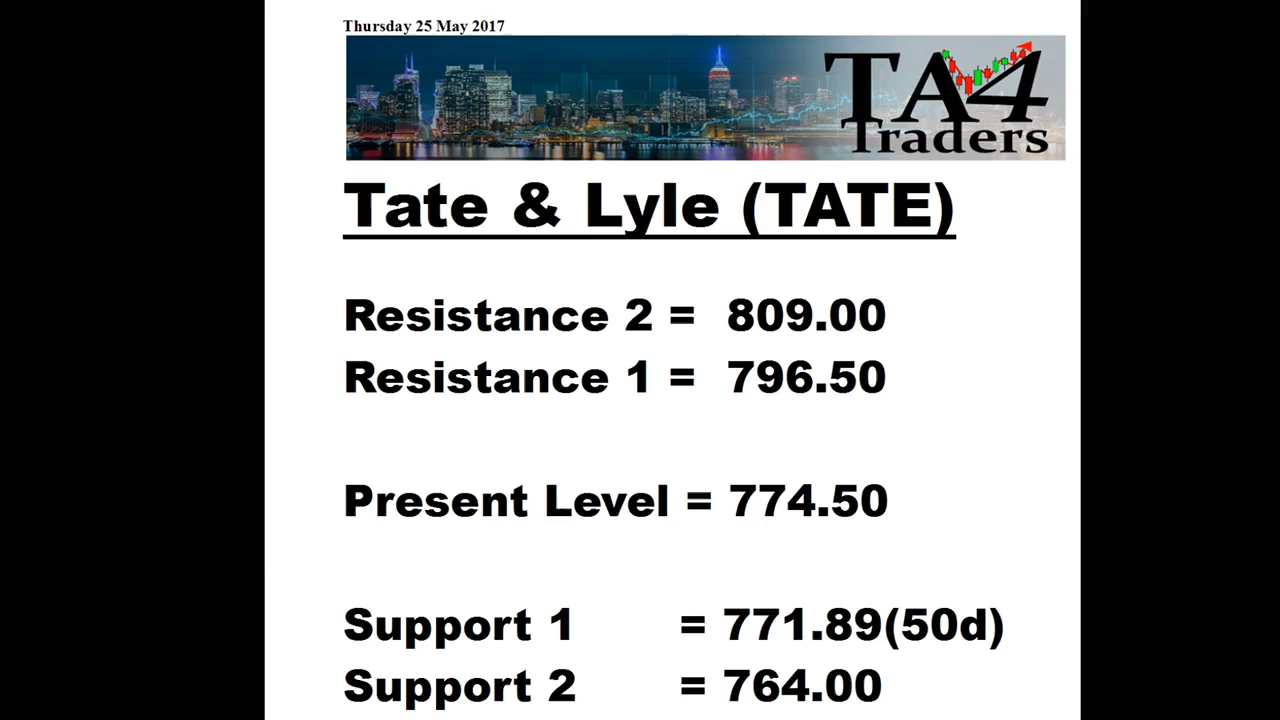 Thursday 25 May 2017
TA4
Traders
Tate & Lyle (TATE)
Resistance 2 = 809.00
Resistance 1 = 796.50
Present Level = 774.50
Support 1 = 771.89(50d)
Support 2 = 764.00